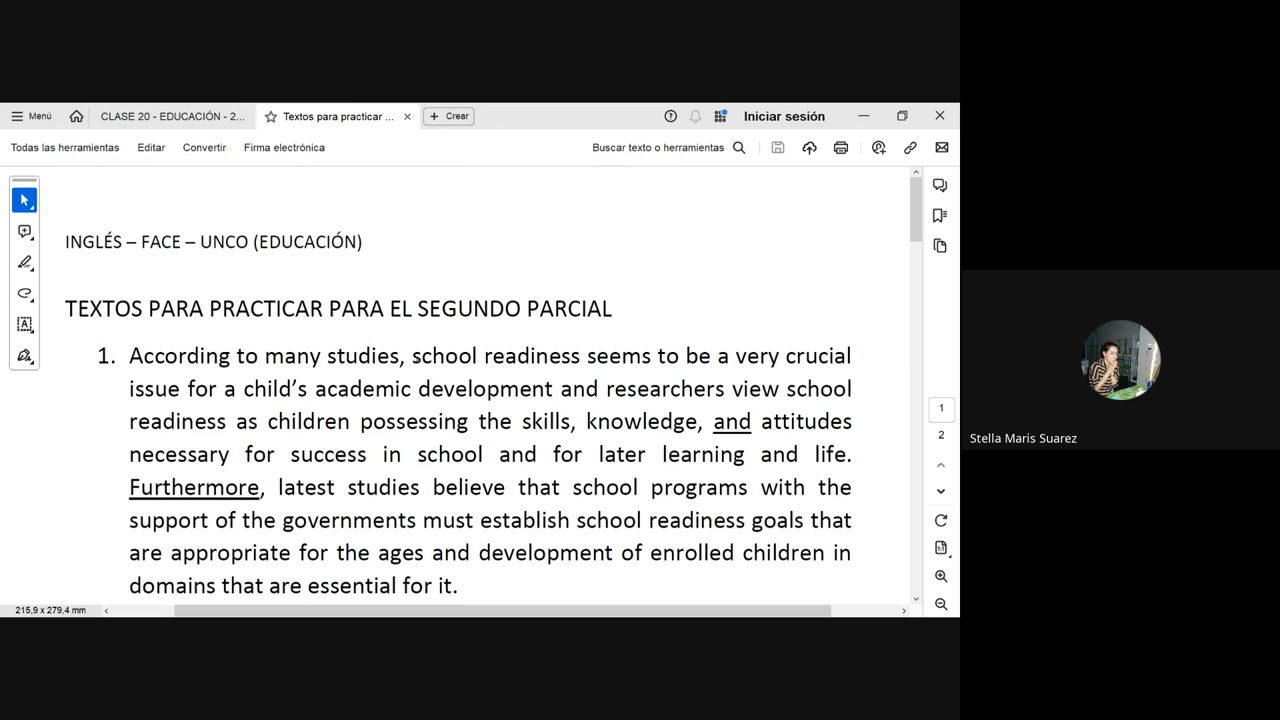 Menú
CLASE 20 - EDUCACIÓN - 2...
Textos para practicar ...
Crear
Iniciar sesión
Todas las herramientas
Editar
Convertir
Firma electrónica
Buscar texto o herramientas
INGLÉS – FACE – UNCO (EDUCACIÓN)
TEXTOS PARA PRACTICAR PARA EL SEGUNDO PARCIAL
1. According to many studies, school readiness seems to be a very crucial
issue for a child’s academic development and researchers view school
readiness as children possessing the skills, knowledge, and attitudes
necessary for success in school and for later learning and life.
Furthermore, latest studies believe that school programs with the
support of the governments must establish school readiness goals that
are appropriate for the ages and development of enrolled children in
domains that are essential for it.
1
2
215,9 x 279,4 mm
Stella Maris Suarez